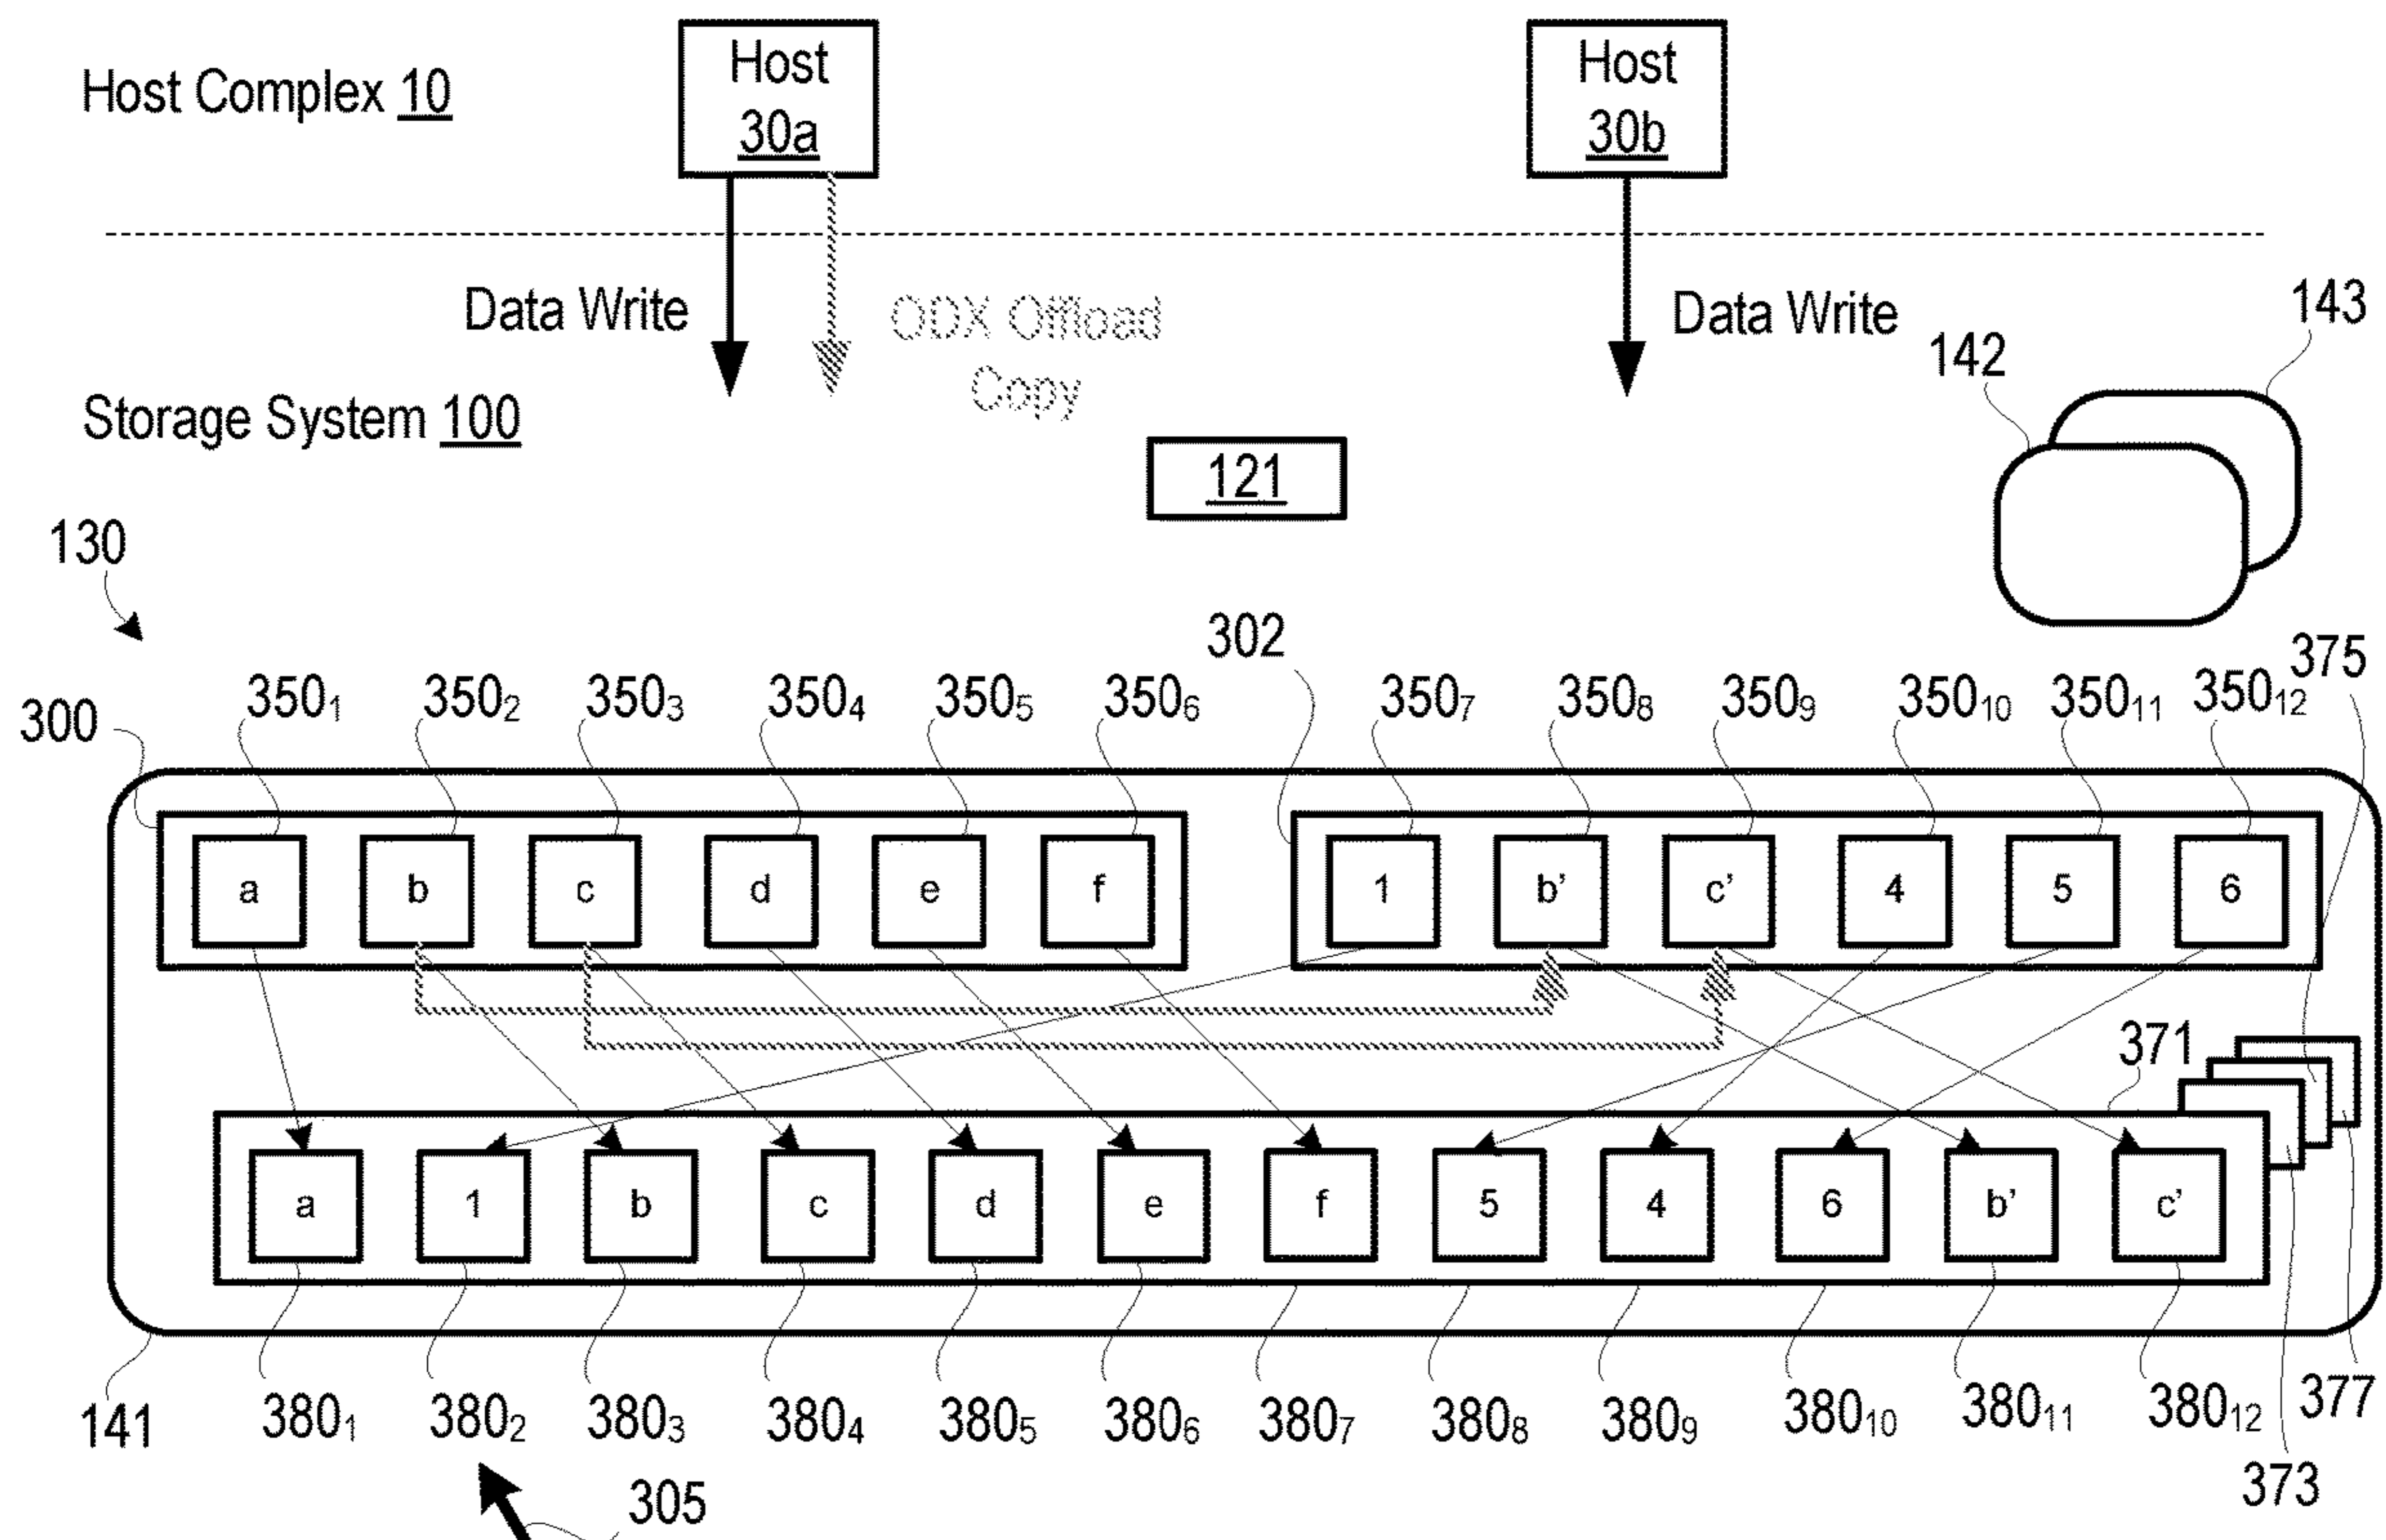 Host Complex 10
Host
30a
Host
30b
Data Write
ODX Offload
Copy
Data Write
143
142
Storage System 100
121
130
302
375
300
350₁ 350₂ 350₃ 350₄ 350₅ 350₆ 350₇ 350₈ 350₉ 350₁₀ 350₁₁ 350₁₂
a b c d e f 1 b’ c’ 4 5 6
371
a 1 b c d e f 5 4 6 b’ c’
141
380₁ 380₂ 380₃ 380₄ 380₅ 380₆ 380₇ 380₈ 380₉ 380₁₀ 380₁₁ 380₁₂
377
373
305